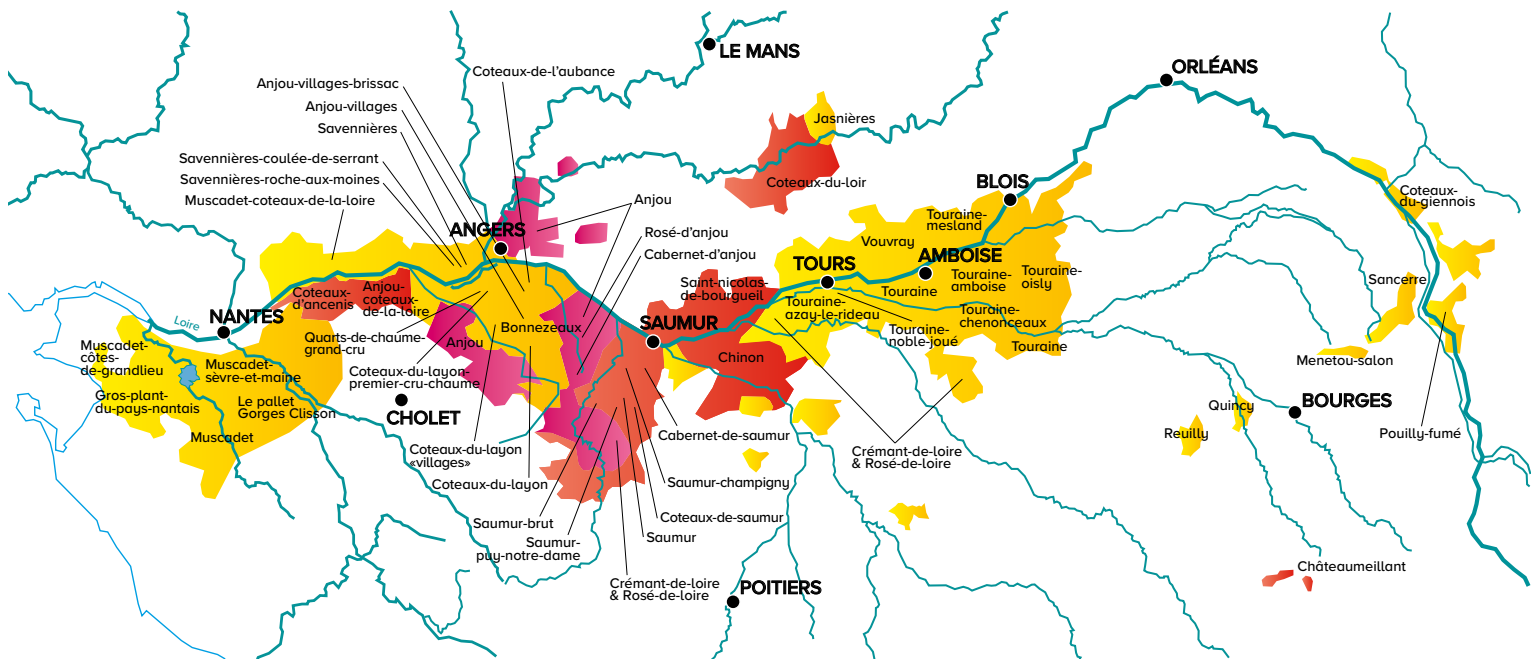 LE MANS
ORLÉANS
Coteaux-de-l'aubance
Anjou-villages-brissac
Anjou-villages
Savennières
Savennières-coulée-de-serrant
Savennières-roche-aux-moines
Muscadet-coteaux-de-la-loire
Jasnières
Coteaux-du-loir
BLOIS
Coteaux-
du-giennois
Anjou
ANGERS
Rosé-d'anjou
Cabernet-d'anjou
Touraine-
mesland
Vouvray
AMBOISE
TOURS
Touraine-
amboise
Touraine-
oisly
Touraine
Sancerre
Saint-nicolas-
de-bourgueil
Touraine-
azay-le-rideau
Touraine-
chenonceaux
Touraine-
noble-joué
Touraine
Anjou-
coteaux-
de-la-loire
Coteaux-
d'ancenis
NANTES
Loire
SAUMUR
Bonnezeaux
Quarts-de-chaume-
grand-cru
Anjou
Chinon
Menetou-salon
Muscadet-
côtes-
de-grandlieu
Muscadet-
sèvre-et-maine
Gros-plant-
du-pays-nantais
Le pallet
Gorges Clisson
Muscadet
Coteaux-du-layon-
premier-cru-chaume
CHOLET
Quincy
BOURGES
Reuilly
Pouilly-fumé
Cabernet-de-saumur
Crémant-de-loire
& Rosé-de-loire
Coteaux-du-layon
«villages»
Coteaux-du-layon
Saumur-champigny
Coteaux-de-saumur
Saumur
Saumur-brut
Saumur-
puy-notre-dame
Crémant-de-loire
& Rosé-de-loire
POITIERS
Châteaumeillant